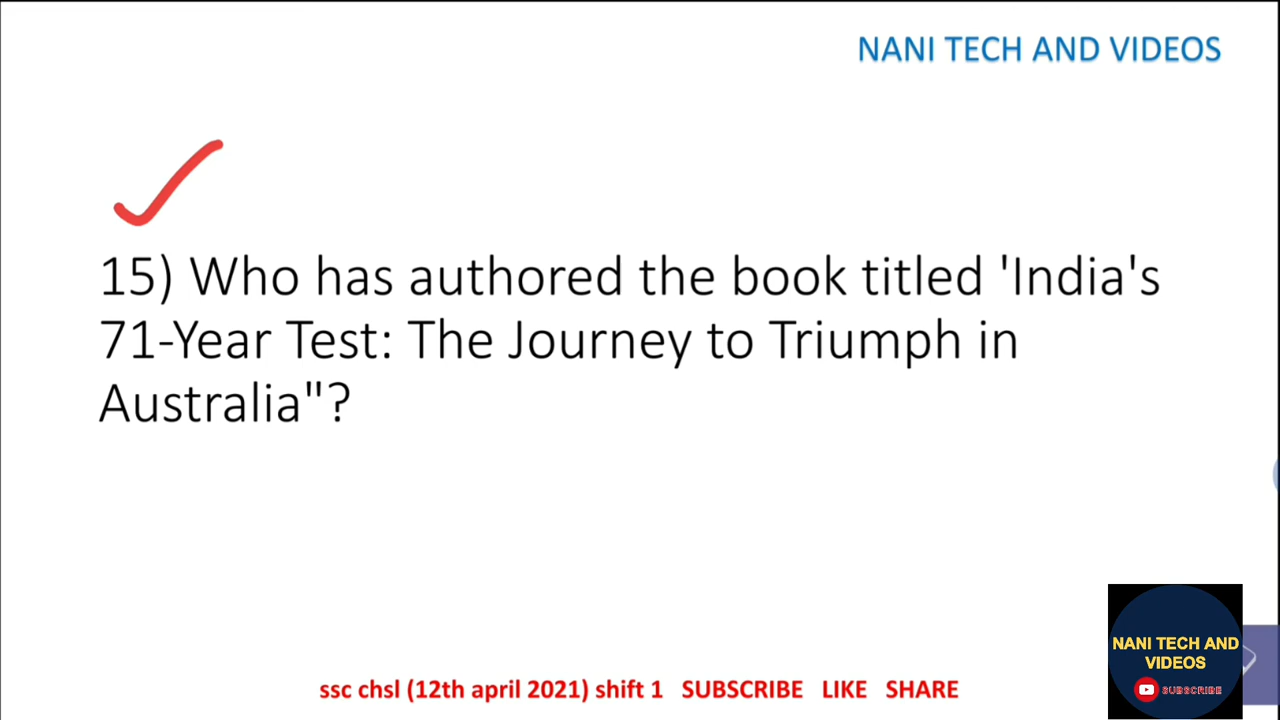 NANI TECH AND VIDEOS
15) Who has authored the book titled 'India's
71-Year Test: The Journey to Triumph in
Australia"?
NANI TECH AND
VIDEOS
SUBSCRIBE
ssc chsl (12th april 2021) shift 1 SUBSCRIBE LIKE SHARE